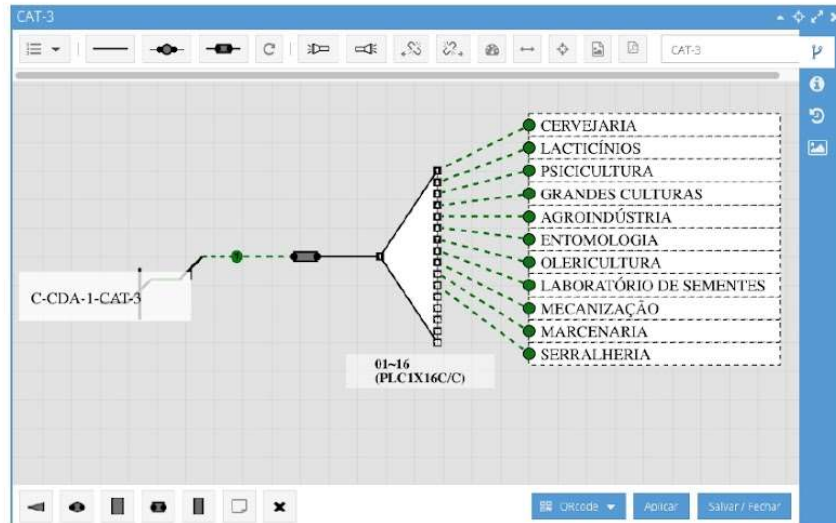 CAT-3
CAT-3
CERVEJARIA
LACTICÍNIOS
PSICICULTURA
GRANDES CULTURAS
AGROINDÚSTRIA
ENTOMOLOGIA
OLERICULTURA
LABORATÓRIO DE SEMENTES
MECANIZAÇÃO
MARCENARIA
SERRALHERIA
C-CDA-1-CAT-3
01~16
(PLC1X16C/C)
QRcode
Aplicar
Salvar / Fechar